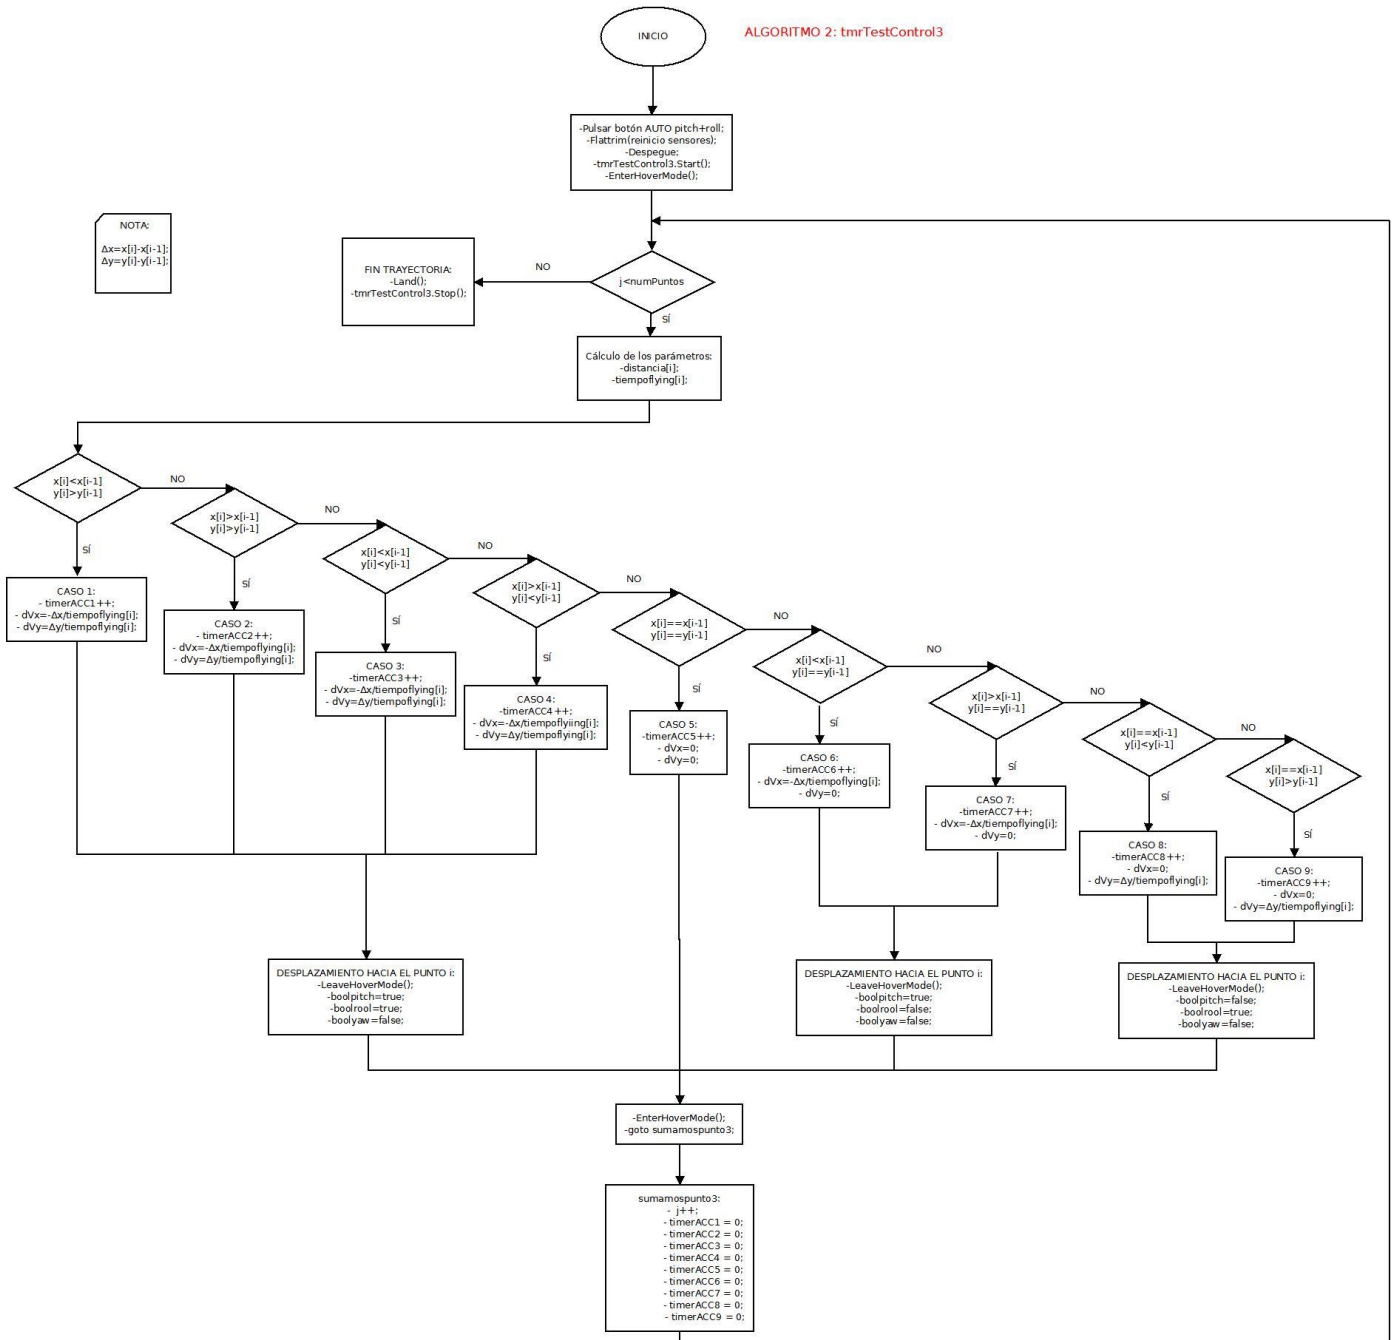 INICIO
ALGORITMO 2: tmrTestControl3
-Pulsar botón AUTO pitch+roll;
-Flattrim(reinicio sensores);
-Despegue;
-tmrTestControl3.Start();
-EnterHoverMode();
NOTA:
Δx=x[i]-x[i-1];
Δy=y[i]-y[i-1];
FIN TRAYECTORIA:
-Land();
-tmrTestControl3.Stop();
NO
j<numPuntos
SÍ
Cálculo de los parámetros:
-distancia[i];
-tiempoflying[i];
x[i]<x[i-1]
y[i]>y[i-1]
NO
SÍ
x[i]>x[i-1]
y[i]>y[i-1]
NO
SÍ
x[i]<x[i-1]
y[i]<y[i-1]
NO
SÍ
x[i]>x[i-1]
y[i]<y[i-1]
NO
SÍ
x[i]==x[i-1]
y[i]==y[i-1]
NO
SÍ
x[i]<x[i-1]
y[i]==y[i-1]
NO
SÍ
x[i]>x[i-1]
y[i]==y[i-1]
NO
SÍ
x[i]==x[i-1]
y[i]<y[i-1]
NO
SÍ
x[i]==x[i-1]
y[i]>y[i-1]
SÍ
CASO 1:
- timerACC1++;
- dVx=-Δx/tiempoflying[i];
- dVy=Δy/tiempoflying[i];
CASO 2:
- timerACC2++;
- dVx=-Δx/tiempoflying[i];
- dVy=Δy/tiempoflying[i];
CASO 3:
-timerACC3++;
- dVx=-Δx/tiempoflying[i];
- dVy=Δy/tiempoflying[i];
CASO 4:
-timerACC4++;
- dVx=-Δx/tiempoflyiing[i];
- dVy=Δy/tiempoflying[i];
CASO 5:
-timerACC5++;
- dVx=0;
- dVy=0;
CASO 6:
-timerACC6++;
- dVx=-Δx/tiempoflying[i];
- dVy=0;
CASO 7:
-timerACC7++;
- dVx=-Δx/tiempoflying[i];
- dVy=0;
CASO 8:
-timerACC8++;
- dVx=0;
- dVy=Δy/tiempoflying[i];
CASO 9:
-timerACC9++;
- dVx=0;
- dVy=Δy/tiempoflying[i];
DESPLAZAMIENTO HACIA EL PUNTO i:
-LeaveHoverMode();
-boolpitch=true;
-boolrool=true;
-boolyaw=false;
DESPLAZAMIENTO HACIA EL PUNTO i:
-LeaveHoverMode();
-boolpitch=true;
-boolrool=false;
-boolyaw=false;
DESPLAZAMIENTO HACIA EL PUNTO i:
-LeaveHoverMode();
-boolpitch=false;
-boolrool=true;
-boolyaw=false;
-EnterHoverMode();
-goto sumamospunto3;
sumamospunto3:
- j++;
- timerACC1 = 0;
- timerACC2 = 0;
- timerACC3 = 0;
- timerACC4 = 0;
- timerACC5 = 0;
- timerACC6 = 0;
- timerACC7 = 0;
- timerACC8 = 0;
- timerACC9 = 0;